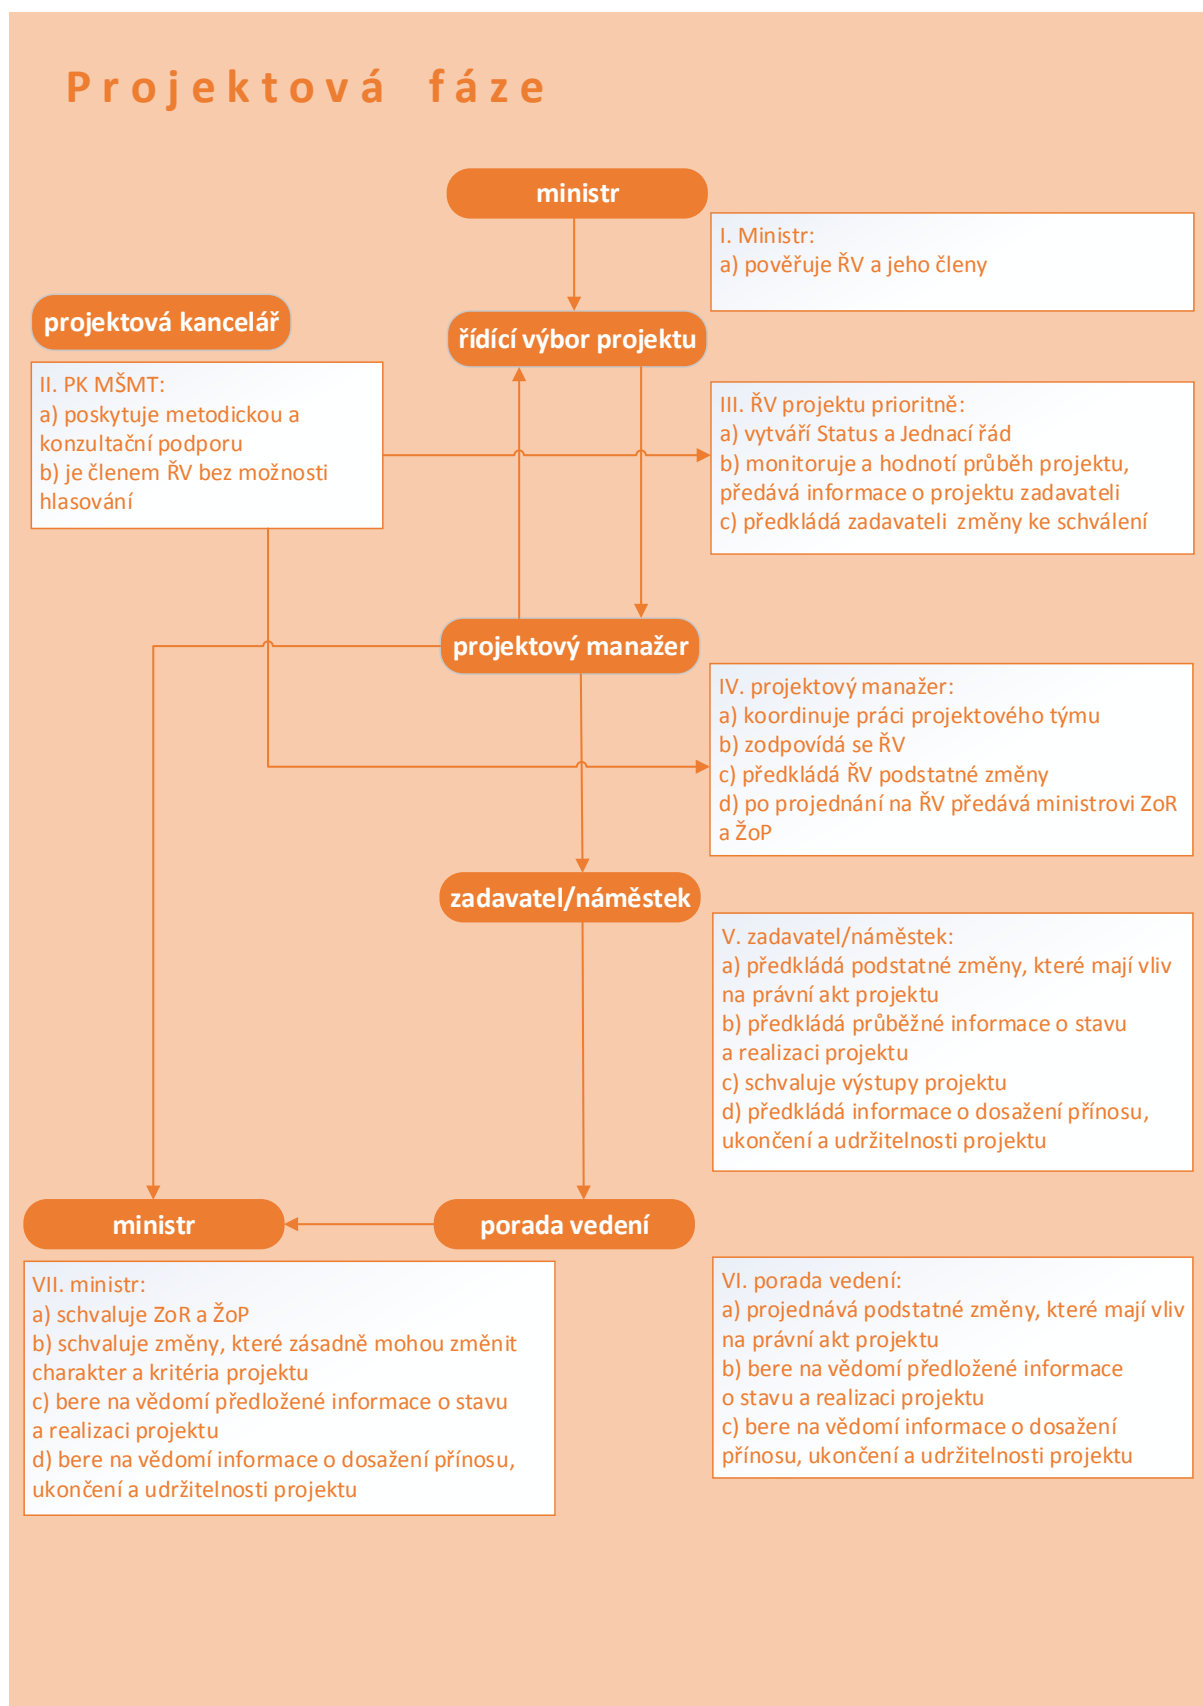 Projektová fáze
ministr
I. Ministr:
a) pověřuje ŘV a jeho členy
projektová kancelář
řídící výbor projektu
II. PK MŠMT:
a) poskytuje metodickou a
konzultační podporu
b) je členem ŘV bez možnosti
hlasování
III. ŘV projektu prioritně:
a) vytváří Status a Jednací řád
b) monitoruje a hodnotí průběh projektu,
předává informace o projektu zadavateli
c) předkládá zadavateli změny ke schválení
projektový manažer
IV. projektový manažer:
a) koordinuje práci projektového týmu
b) zodpovídá se ŘV
c) předkládá ŘV podstatné změny
d) po projednání na ŘV předává ministrovi ZoR
a ŽoP
zadavatel/náměstek
V. zadavatel/náměstek:
a) předkládá podstatné změny, které mají vliv
na právní akt projektu
b) předkládá průběžné informace o stavu
a realizaci projektu
c) schvaluje výstupy projektu
d) předkládá informace o dosažení přínosu,
ukončení a udržitelnosti projektu
ministr
porada vedení
VII. ministr:
a) schvaluje ZoR a ŽoP
b) schvaluje změny, které zásadně mohou změnit
charakter a kritéria projektu
c) bere na vědomí předložené informace o stavu
a realizaci projektu
d) bere na vědomí informace o dosažení přínosu,
ukončení a udržitelnosti projektu
VI. porada vedení:
a) projednává podstatné změny, které mají vliv
na právní akt projektu
b) bere na vědomí předložené informace
o stavu a realizaci projektu
c) bere na vědomí informace o dosažení
přínosu, ukončení a udržitelnosti projektu